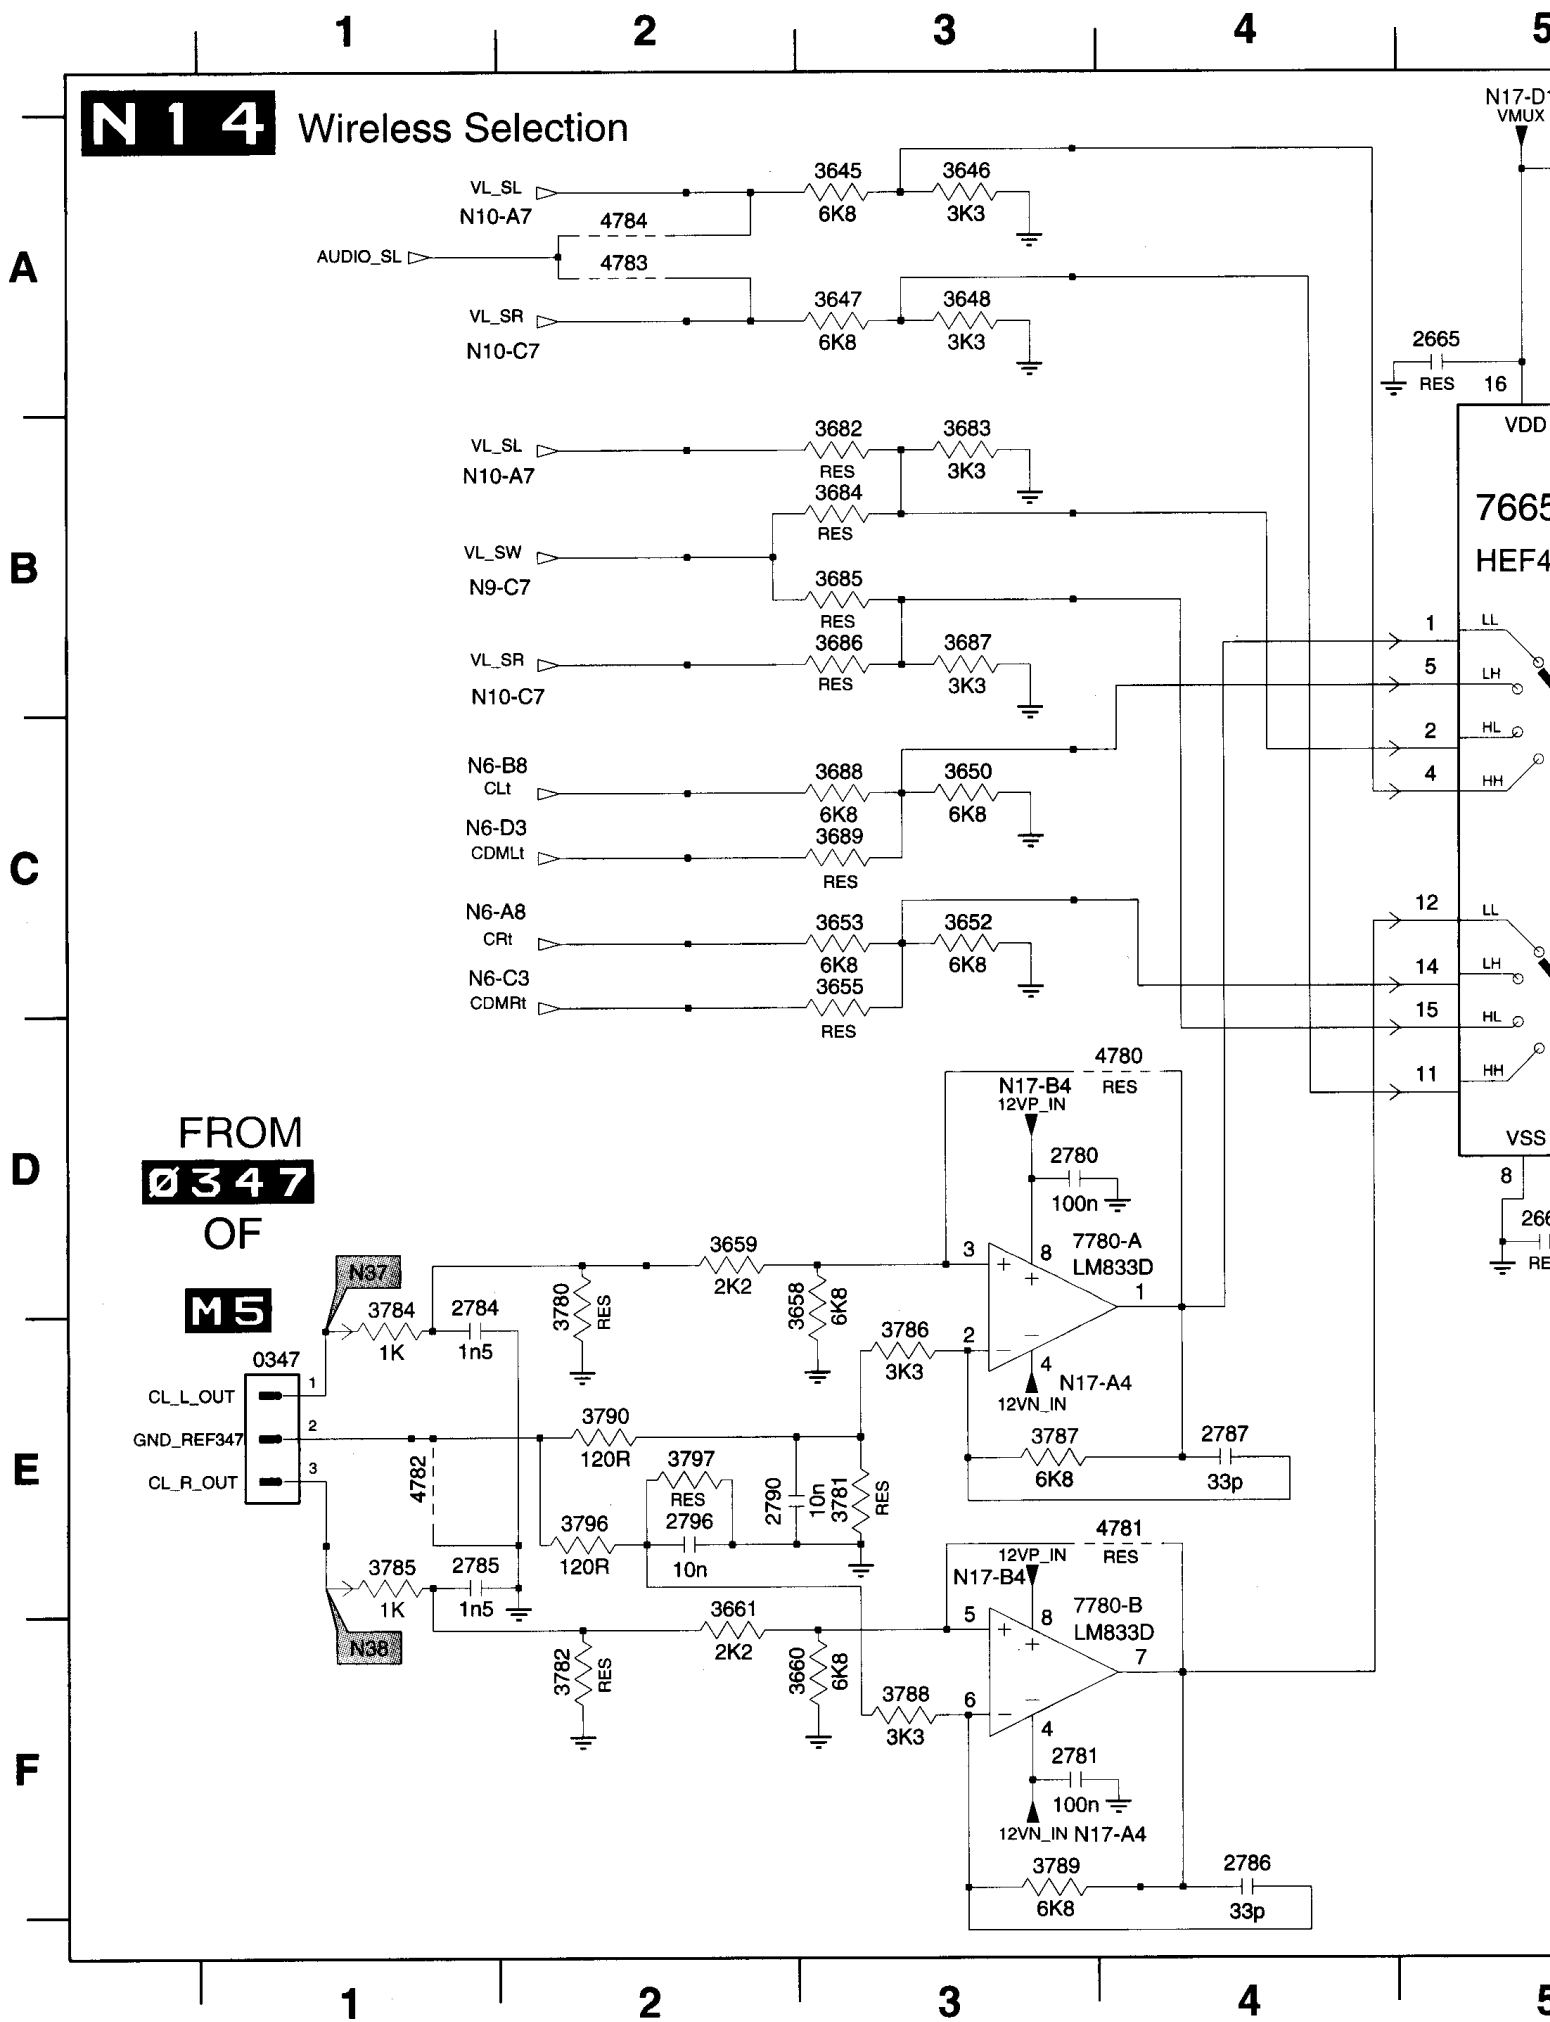 1 2 3 4 5
N14 Wireless Selection
N17-D1
VMUX
A
VL_SL
N10-A7
3645
6K8
3646
3K3
4784
AUDIO_SL
4783
VL_SR
N10-C7
3647
6K8
3648
3K3
2665
RES
16
VDD
VL_SL
N10-A7
3682
RES
3683
3K3
3684
RES
7665
HEF4
B
VL_SW
N9-C7
3685
RES
VL_SR
N10-C7
3686
RES
3687
3K3
1 LL
5 LH
2 HL
4 HH
C
N6-B8
CLt
3688
6K8
3650
6K8
N6-D3
CDMLt
3689
RES
N6-A8
CRt
3653
6K8
3652
6K8
N6-C3
CDMRt
3655
RES
12 LL
14 LH
15 HL
11 HH
VSS
8
266
RE
D
FROM
0347
OF
M5
4780
RES
N17-B4
12VP_IN
2780
100n
3 8
7780-A
LM833D
+ +
1
3659
2K2
N37
3784
1K
2784
1n5
3780
RES
3658
6K8
3786
3K3
2
− −
4
N17-A4
12VN_IN
0347
CL_L_OUT 1
GND_REF347 2
CL_R_OUT 3
E
4782
3790
120R
3797
RES
2790
10n
3781
RES
3796
120R
2796
10n
3787
6K8
2787
33p
4781
RES
12VP_IN
N17-B4
3785
1K
2785
1n5
N38
3661
2K2
3782
RES
3660
6K8
5 8
7780-B
LM833D
+ +
7
3788
3K3
6
− −
4
F
2781
100n
12VN_IN N17-A4
3789
6K8
2786
33p
1 2 3 4 5